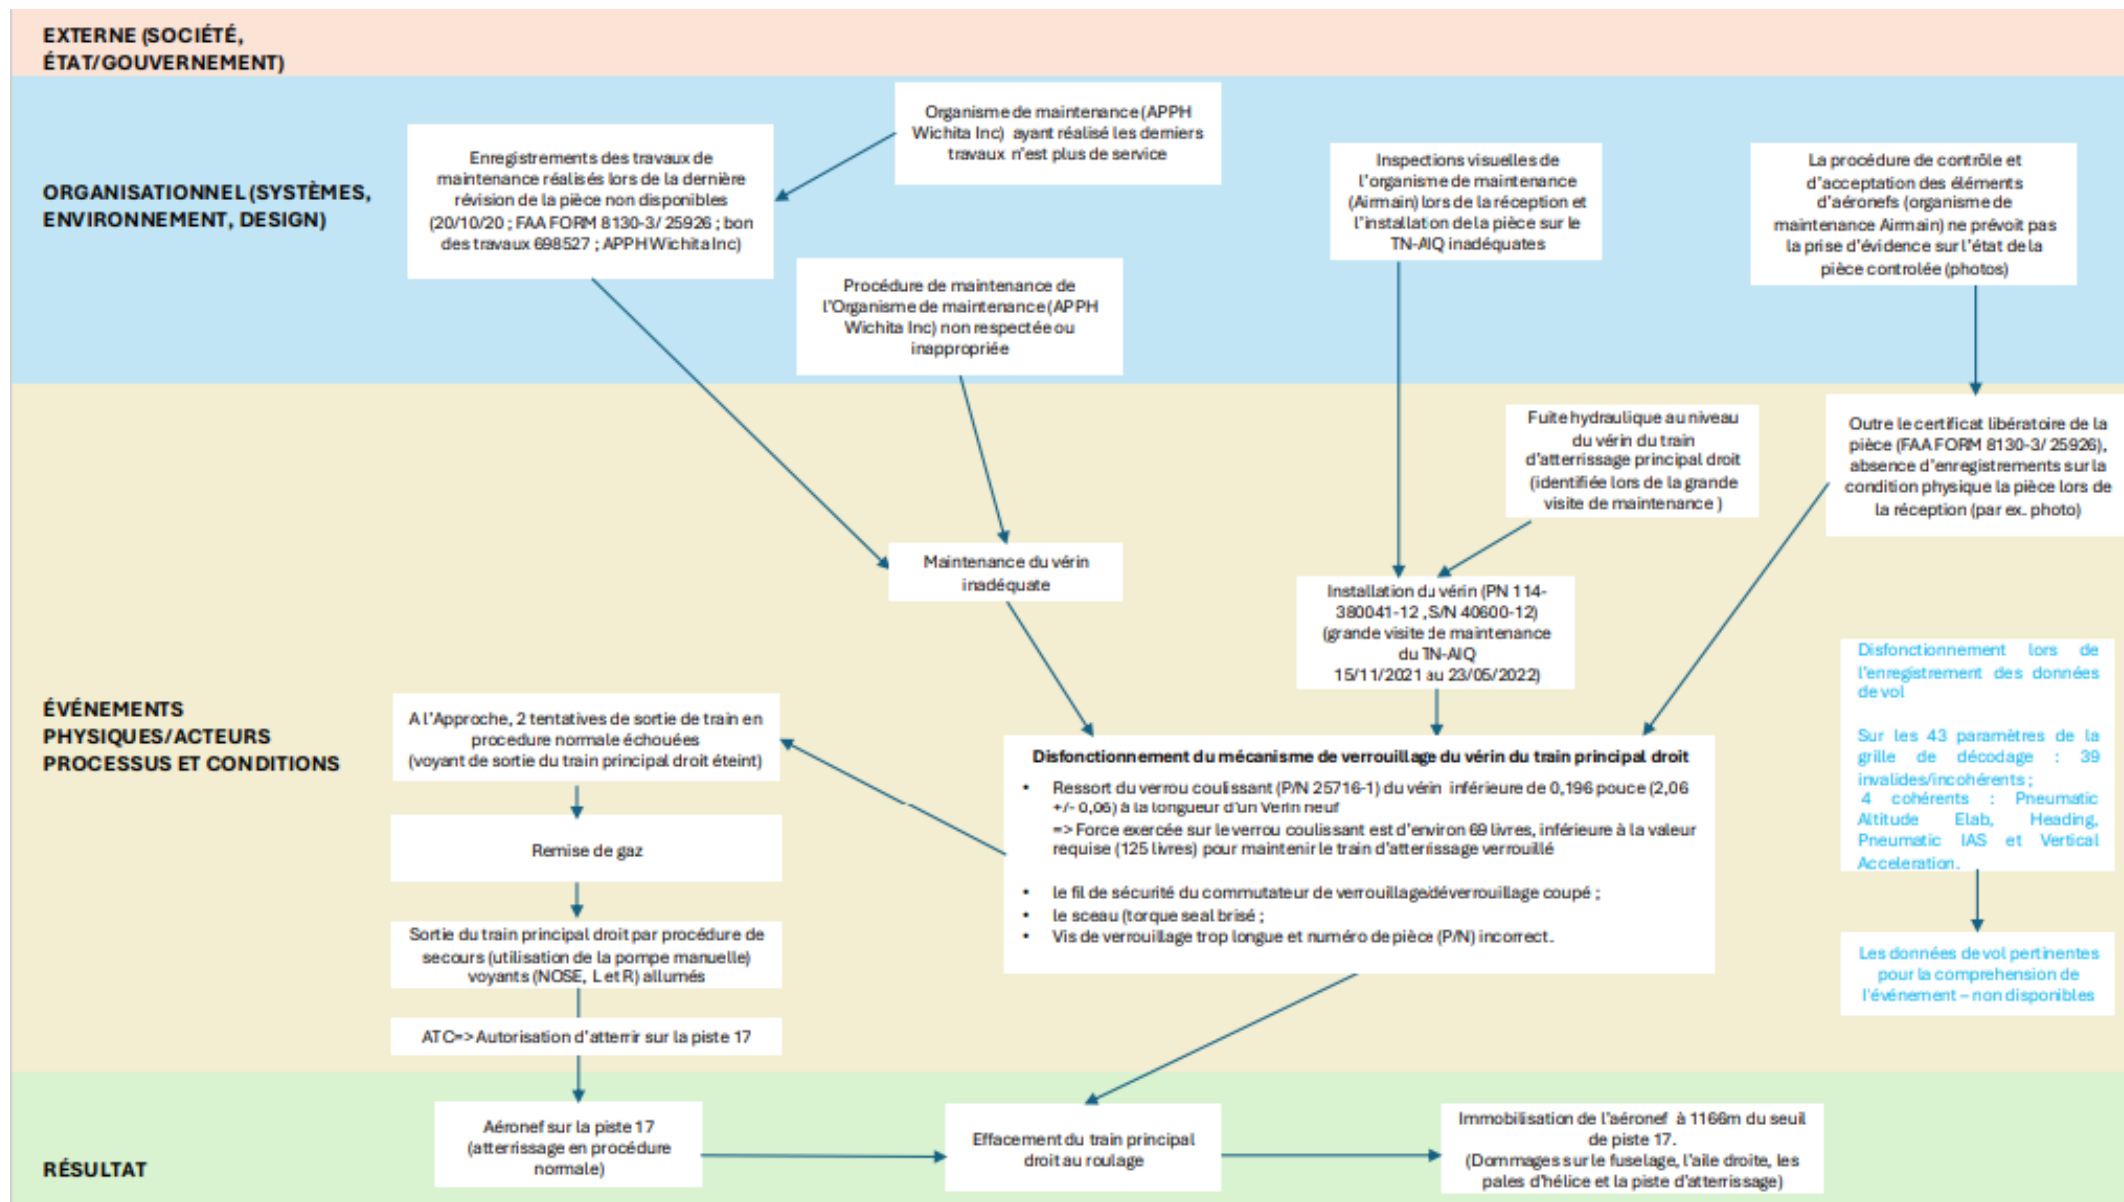 EXTERNE (SOCIÉTÉ,
ÉTAT/GOUVERNEMENT)
ORGANISATIONNEL (SYSTÈMES,
ENVIRONNEMENT, DESIGN)
Enregistrements des travaux de
maintenance réalisés lors de la dernière
révision de la pièce non disponibles
(20/10/20 ; FAA FORM 8130-3/ 25926 ; bon
des travaux 698527 ; APPH Wichita Inc)
Organisme de maintenance (APPH
Wichita Inc) ayant réalisé les derniers
travaux n'est plus de service
Procédure de maintenance de
l'Organisme de maintenance (APPH
Wichita Inc) non respectée ou
inappropriée
Inspections visuelles de
l'organisme de maintenance
(Airmain) lors de la réception et
l'installation de la pièce sur le
TN-AIQ inadéquates
La procédure de contrôle et
d'acceptation des éléments
d'aéronefs (organisme de
maintenance Airmain) ne prévoit pas
la prise d'évidence sur l'état de la
pièce controlée (photos)
ÉVÉNEMENTS
PHYSIQUES/ACTEURS
PROCESSUS ET CONDITIONS
Maintenance du vérin
inadéquate
Fuite hydraulique au niveau
du vérin du train
d'atterrissage principal droit
(identifiée lors de la grande
visite de maintenance )
Outre le certificat libératoire de la
pièce (FAA FORM 8130-3/ 25926),
absence d'enregistrements sur la
condition physique la pièce lors de
la réception (par ex. photo)
Installation du vérin (PN 114-
380041-12 ,S/N 40600-12)
(grande visite de maintenance
du TN-AIQ
15/11/2021 au 23/05/2022)
A l'Approche, 2 tentatives de sortie de train en
procedure normale échouées
(voyant de sortie du train principal droit éteint)
Remise de gaz
Sortie du train principal droit par procédure de
secours (utilisation de la pompe manuelle)
voyants (NOSE, L et R) allumés
ATC=> Autorisation d'atterrir sur la piste 17
Disfonctionnement du mécanisme de verrouillage du vérin du train principal droit
• Ressort du verrou coulissant (P/N 25716-1) du vérin inférieure de 0,196 pouce (2,06
+/- 0,06) à la longueur d'un Verin neuf
=> Force exercée sur le verrou coulissant est d'environ 69 livres, inférieure à la valeur
requise (125 livres) pour maintenir le train d'atterrissage verrouillé
• le fil de sécurité du commutateur de verrouillage/déverrouillage coupé ;
• le sceau (torque seal brisé ;
• Vis de verrouillage trop longue et numéro de pièce (P/N) incorrect.
Disfonctionnement lors de
l'enregistrement des données
de vol
Sur les 43 paramètres de la
grille de décodage : 39
invalides/incohérents ;
4 cohérents : Pneumatic
Altitude Elab, Heading,
Pneumatic IAS et Vertical
Acceleration.
Les données de vol pertinentes
pour la comprehension de
l'événement – non disponibles
RÉSULTAT
Aéronef sur la piste 17
(atterrissage en procédure
normale)
Effacement du train principal
droit au roulage
Immobilisation de l'aéronef à 1166m du seuil
de piste 17.
(Dommages sur le fuselage, l'aile droite, les
pales d'hélice et la piste d'atterrissage)